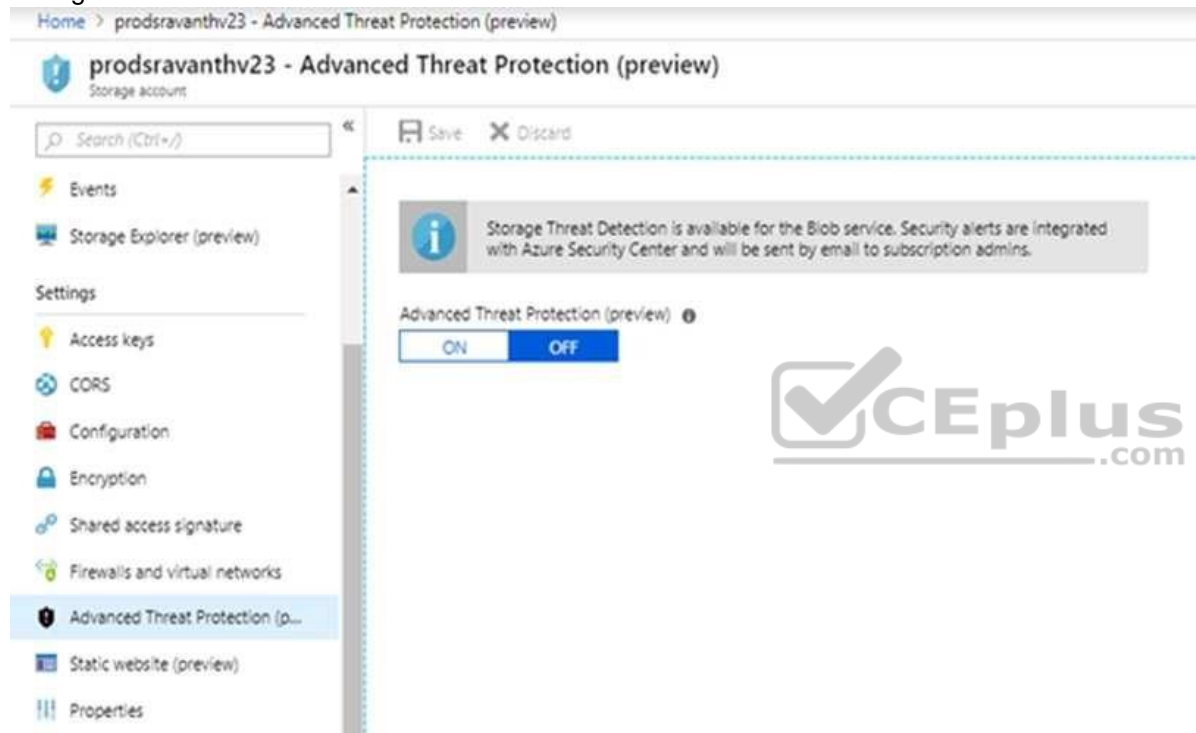 Home > prodsravanthv23 - Advanced Threat Protection (preview)
prodsravanthv23 - Advanced Threat Protection (preview)
Storage account
Search (Ctrl+/)
«
Save
Discard
Events
Storage Explorer (preview)
Settings
Access keys
CORS
Configuration
Encryption
Shared access signature
Firewalls and virtual networks
Advanced Threat Protection (p...
Static website (preview)
Properties
Storage Threat Detection is available for the Blob service. Security alerts are integrated
with Azure Security Center and will be sent by email to subscription admins.
Advanced Threat Protection (preview)
ON OFF
CEplus
.com